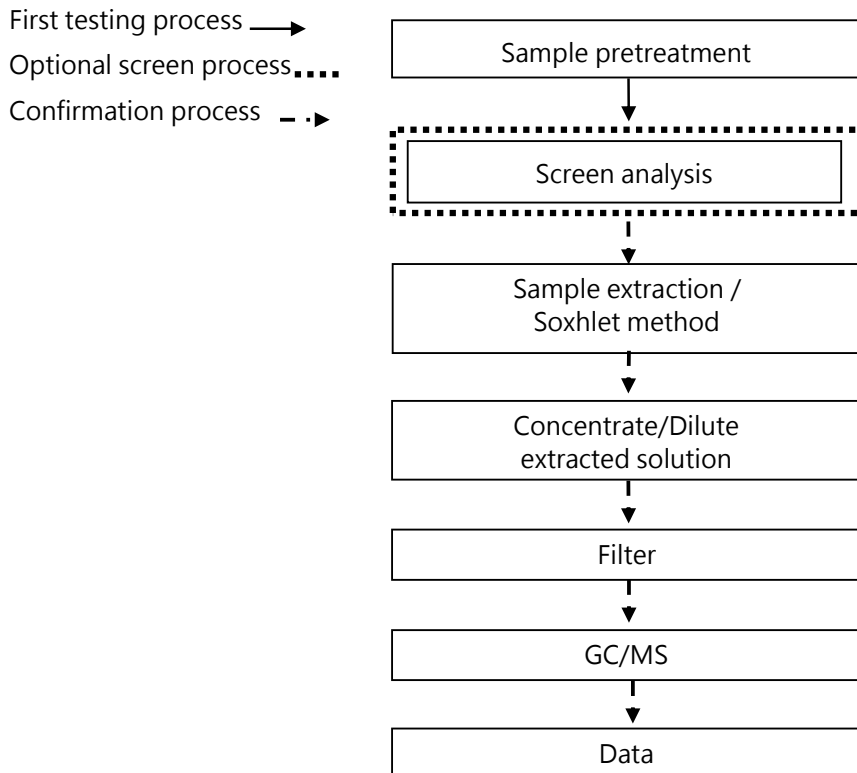 First testing process
Optional screen process
Confirmation process
Sample pretreatment
Screen analysis
Sample extraction /
Soxhlet method
Concentrate/Dilute
extracted solution
Filter
GC/MS
Data